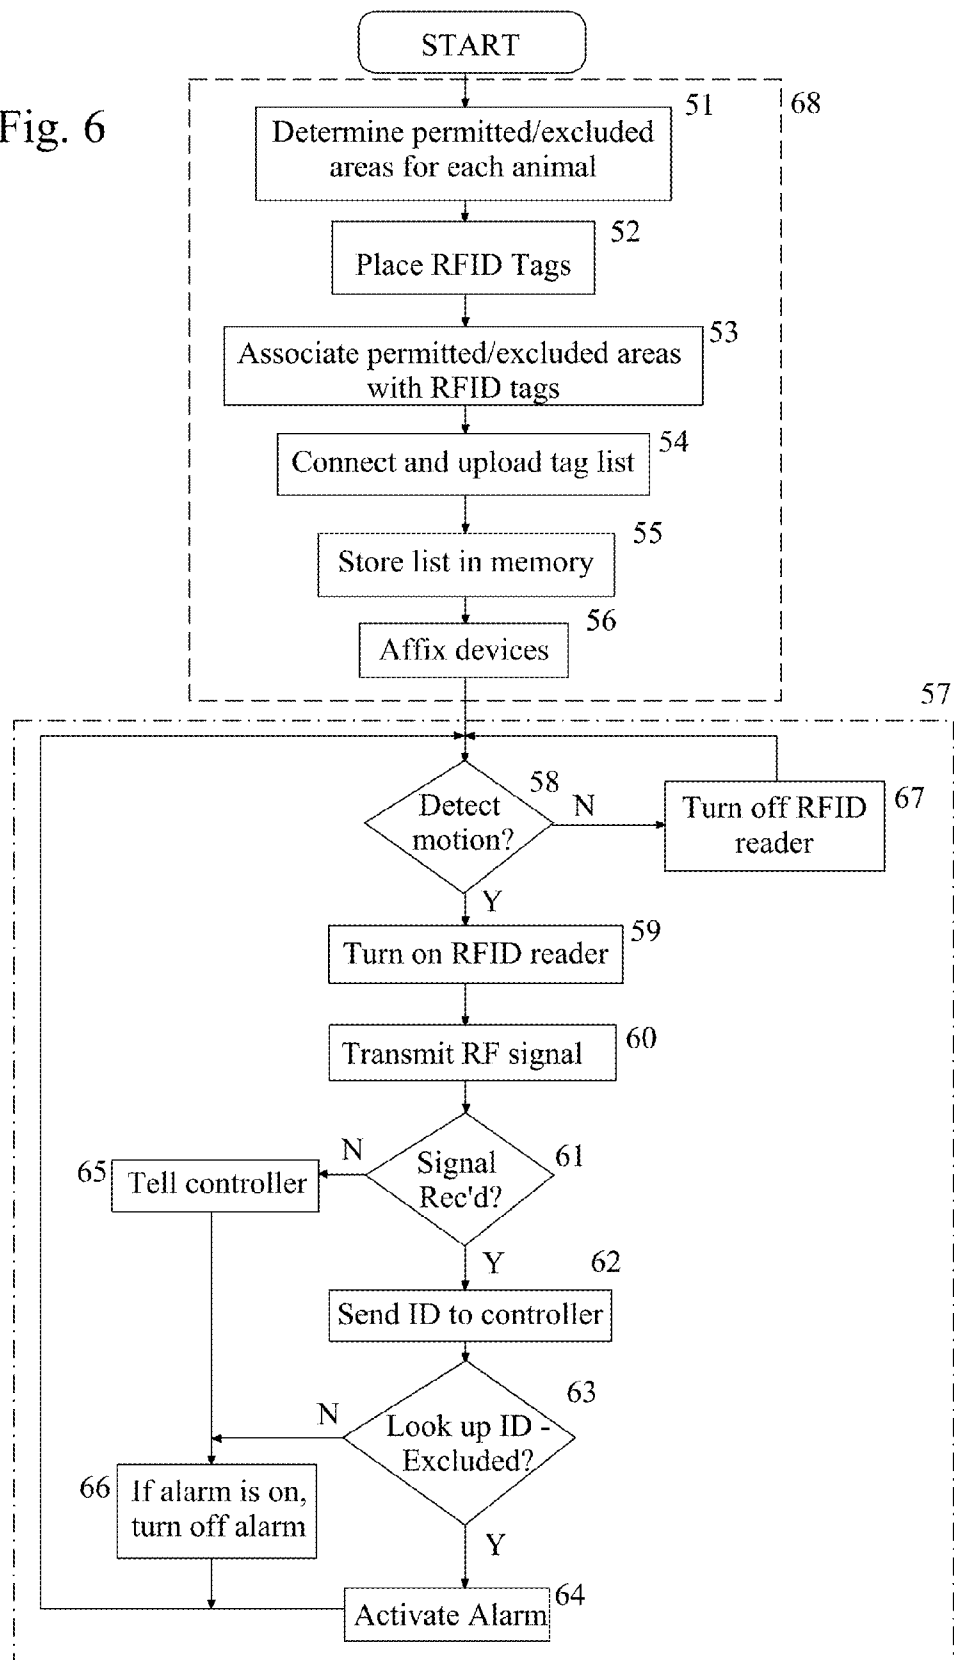 START
Fig. 6
68
51
Determine permitted/excluded
areas for each animal
52
Place RFID Tags
53
Associate permitted/excluded areas
with RFID tags
54
Connect and upload tag list
55
Store list in memory
56
Affix devices
57
58
Detect
motion?
N
67
Turn off RFID
reader
Y
59
Turn on RFID reader
60
Transmit RF signal
61
Signal
Rec'd?
N
65
Tell controller
Y
62
Send ID to controller
63
Look up ID -
Excluded?
N
66
If alarm is on,
turn off alarm
Y
64
Activate Alarm